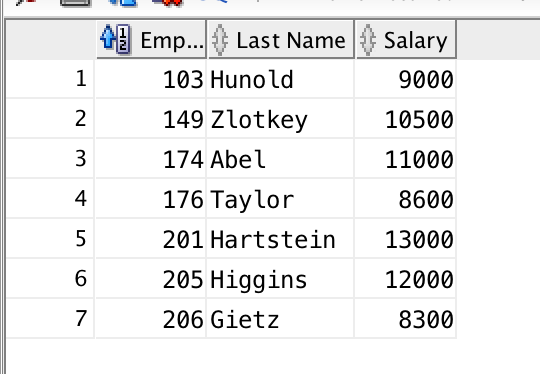 Emp... Last Name Salary
1 103 Hunold 9000
2 149 Zlotkey 10500
3 174 Abel 11000
4 176 Taylor 8600
5 201 Hartstein 13000
6 205 Higgins 12000
7 206 Gietz 8300